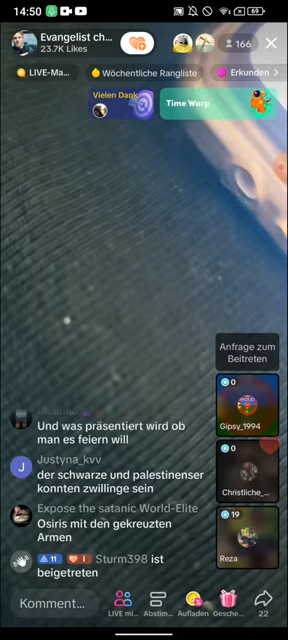 14:50
69
Evangelist ch...
23.7K Likes
166
LIVE-Ma...
Wöchentliche Rangliste
Erkunden
Vielen Dank
Time Warp
Anfrage zum
Beitreten
0
Gipsy_1994
0
Christliche_...
19
Reza
Und was präsentiert wird ob
man es feiern will
Justyna_kvv
J
der schwarze und palestinenser
konnten zwillinge sein
Expose the satanic World-Elite
Osiris mit den gekreuzten
Armen
11 1 Sturm398 ist
beigetreten
Komment...
LIVE mi...
Abstim...
Aufladen
Gesche...
22